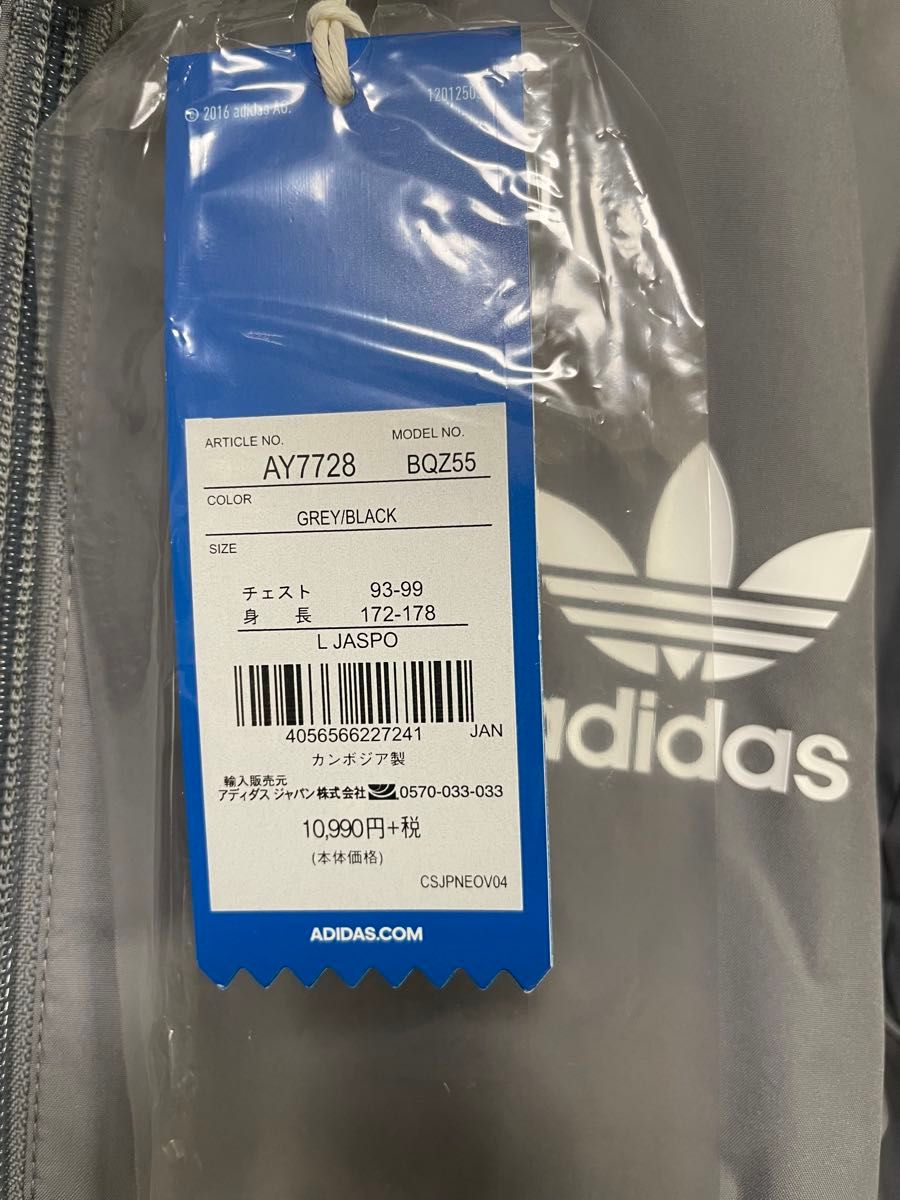 © 2016 adidas AG.
ARTICLE NO. MODEL NO.
AY7728 BQZ55
COLOR
GREY/BLACK
SIZE
チェスト 93-99
身長 172-178
L JASPO
4056566227241 JAN
カンボジア製
輸入販売元
アディダス ジャパン株式会社 0570-033-033
10,990円+税
(本体価格)
CSJPNEOV04
ADIDAS.COM
adidas